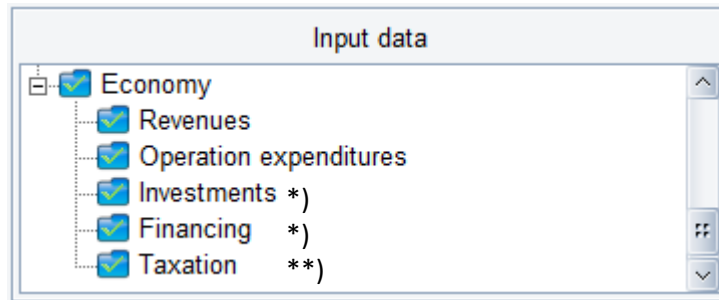 Input data
Economy
Revenues
Operation expenditures
Investments *)
Financing *)
Taxation **)